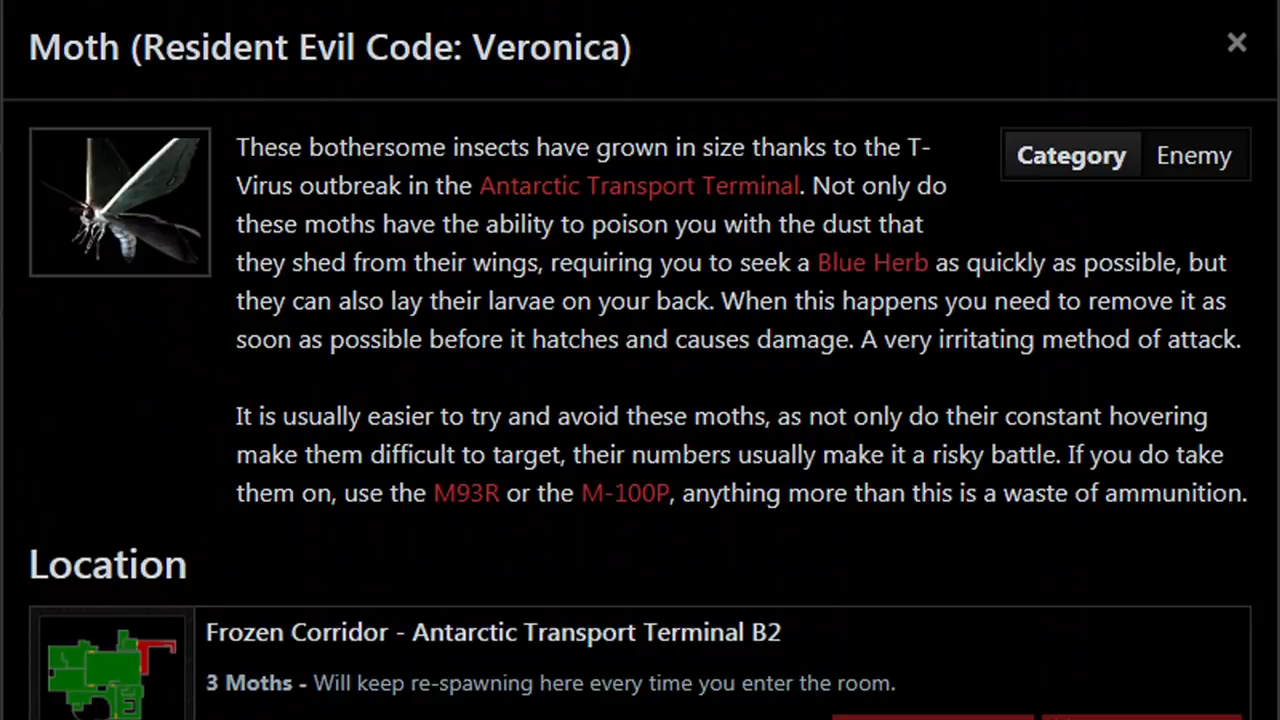 Moth (Resident Evil Code: Veronica)
×
These bothersome insects have grown in size thanks to the T-
Virus outbreak in the Antarctic Transport Terminal. Not only do
these moths have the ability to poison you with the dust that
they shed from their wings, requiring you to seek a Blue Herb as quickly as possible, but
they can also lay their larvae on your back. When this happens you need to remove it as
soon as possible before it hatches and causes damage. A very irritating method of attack.
Category Enemy
It is usually easier to try and avoid these moths, as not only do their constant hovering
make them difficult to target, their numbers usually make it a risky battle. If you do take
them on, use the M93R or the M-100P, anything more than this is a waste of ammunition.
Location
Frozen Corridor - Antarctic Transport Terminal B2
3 Moths - Will keep re-spawning here every time you enter the room.